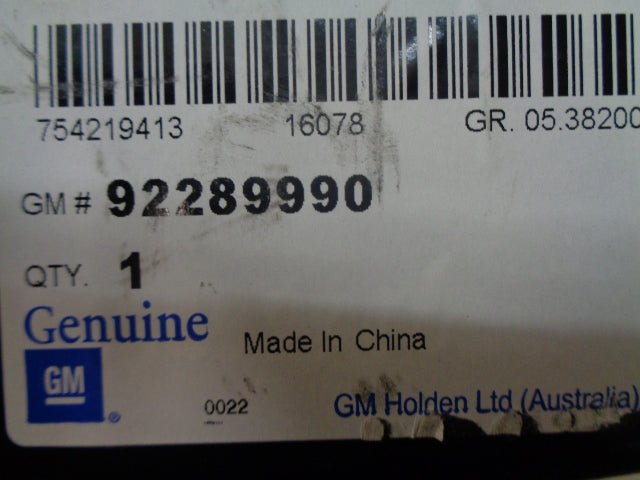 754219413 16078 GR. 05.38200
GM # 92289990
QTY. 1
Genuine
Made In China
GM ®
0022
GM Holden Ltd (Australia)